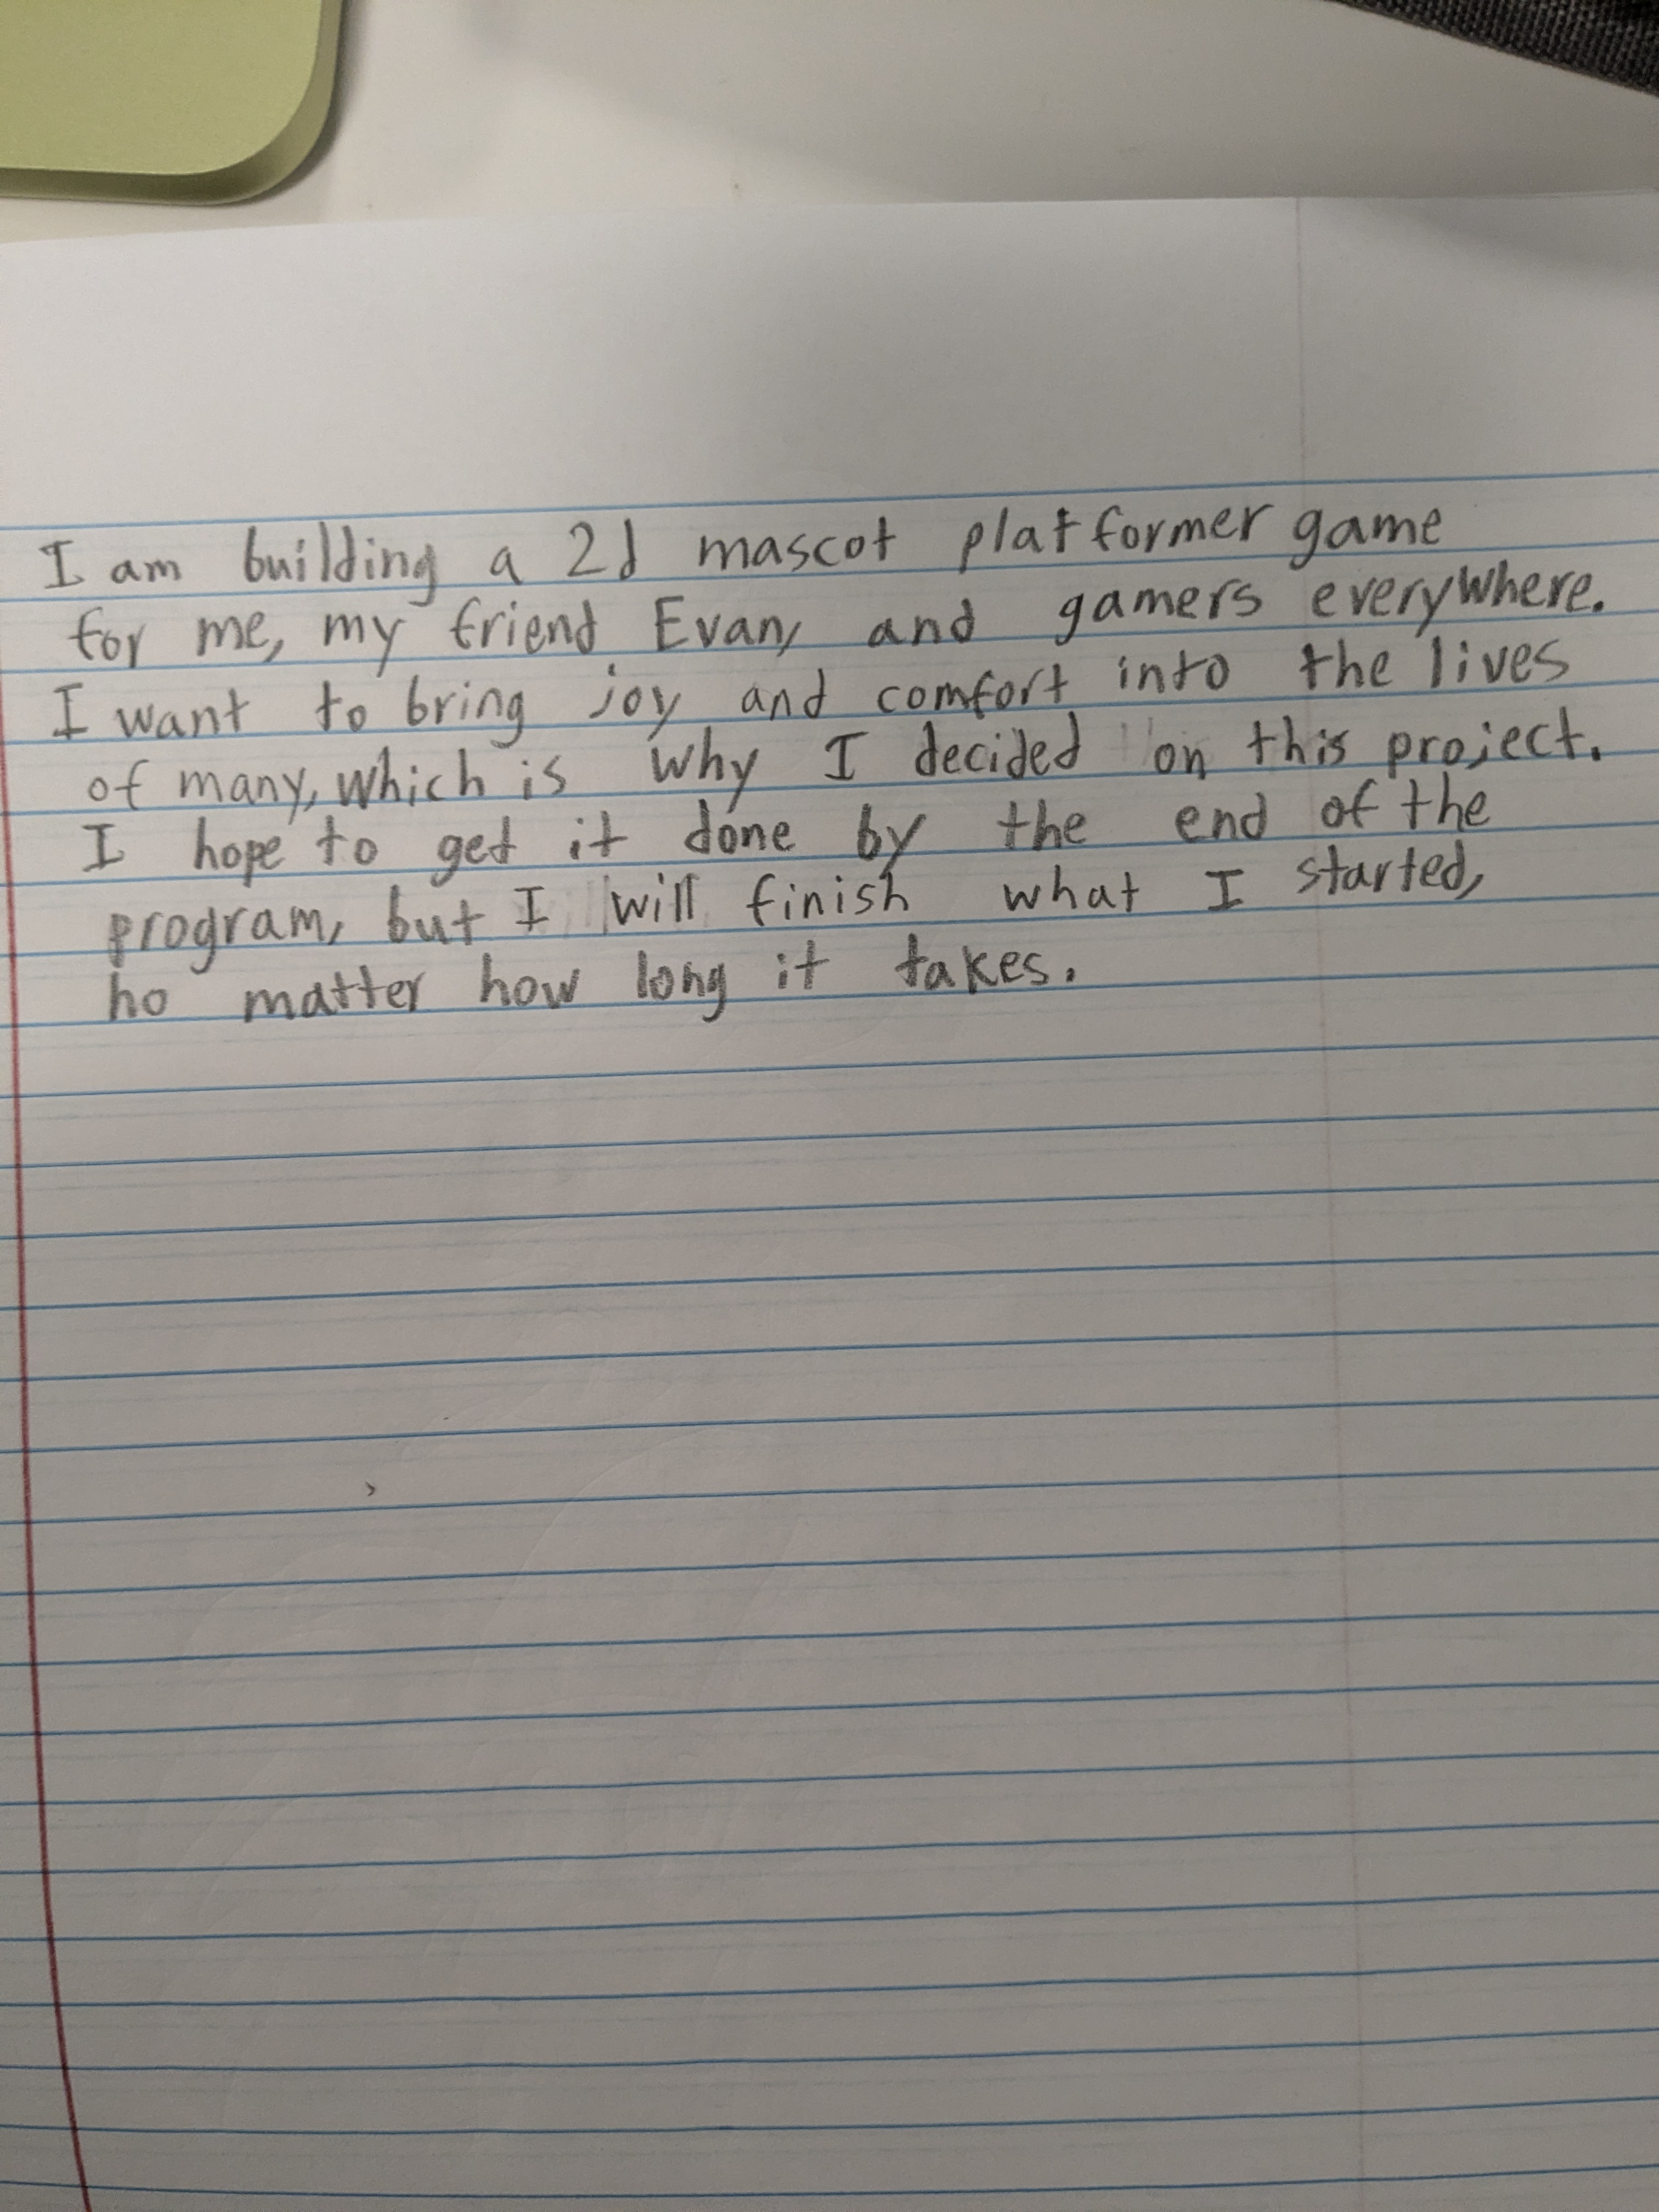 I am building a 2d mascot platformer game
for me, my friend Evan, and gamers everywhere.
I want to bring joy and comfort into the lives
of many, which is why I decided on this project.
I hope to get it done by the end of the
program, but I will finish what I started,
no matter how long it takes.